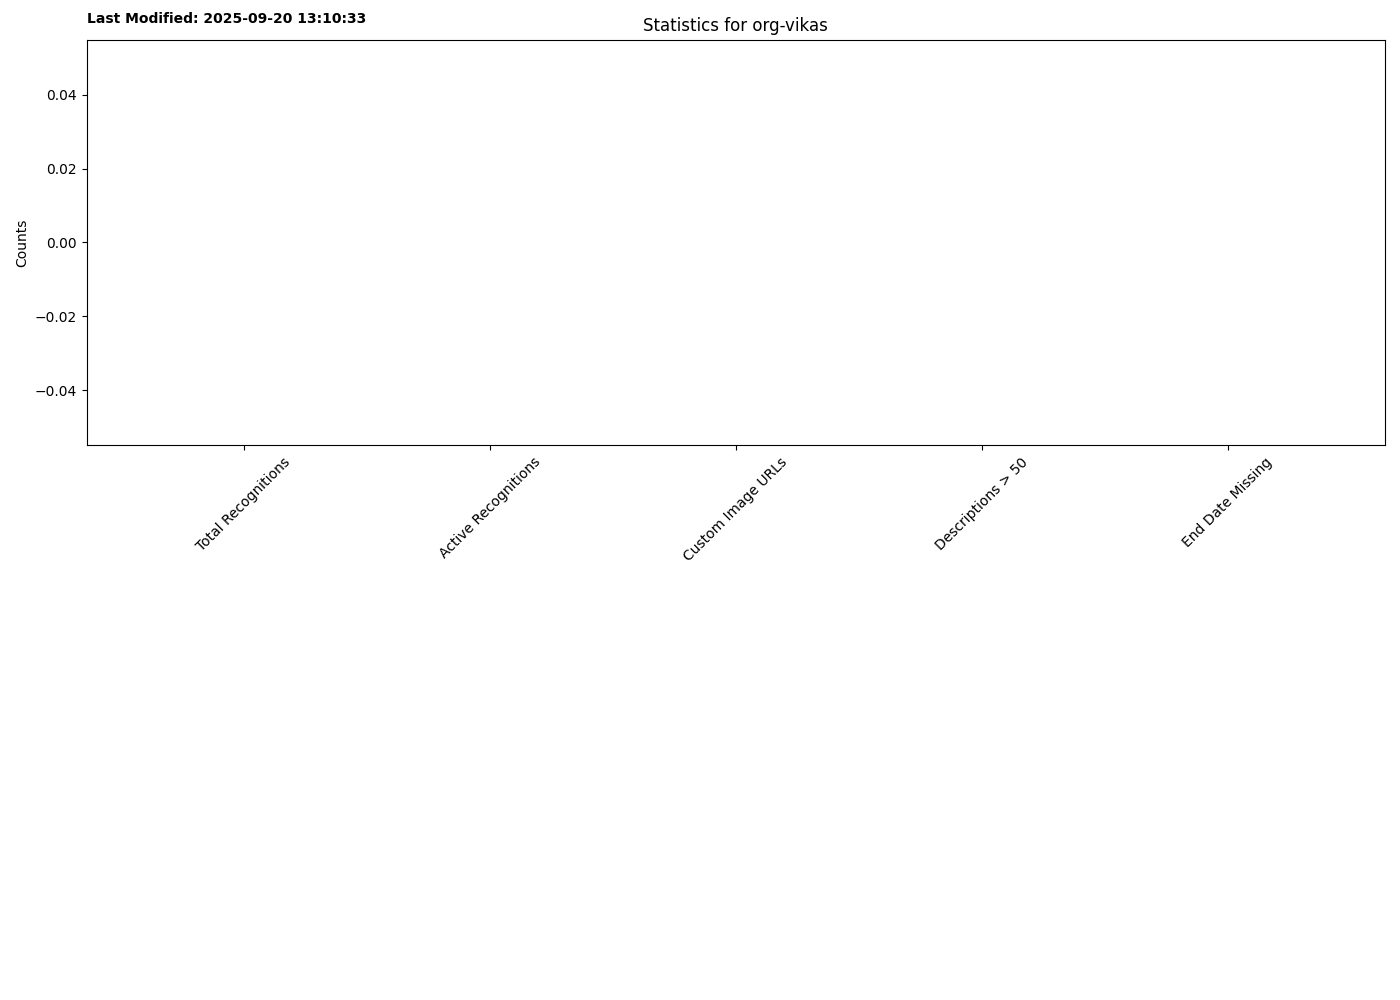 Last Modified: 2025-09-20 13:10:33
Statistics for org-vikas
Counts
0.04
0.02
0.00
−0.02
−0.04
Total Recognitions
Active Recognitions
Custom Image URLs
Descriptions > 50
End Date Missing